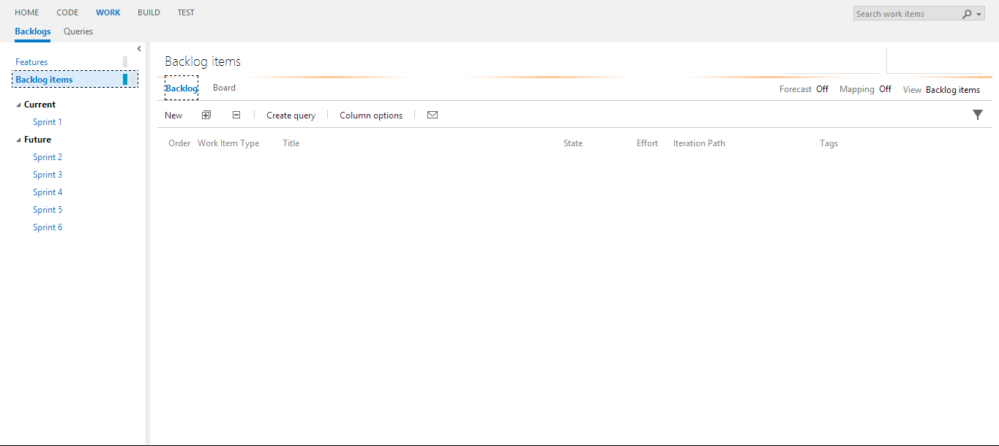 HOME CODE WORK BUILD TEST
Search work items
Backlogs Queries
Features
Backlog items
Current
Sprint 1
Future
Sprint 2
Sprint 3
Sprint 4
Sprint 5
Sprint 6
Backlog items
Backlog Board
Forecast Off Mapping Off View Backlog items
New Create query Column options
Order Work Item Type Title State Effort Iteration Path Tags